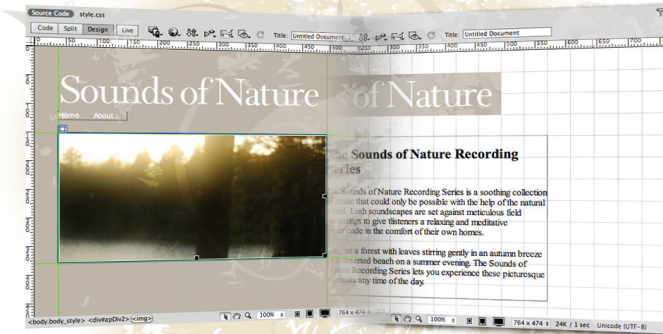 Source Code style.css
Code Split Design Live Title: Untitled Document Title: Untitled Document
Sounds of Nature of Nature
Home About...
Sounds of Nature Recording
nds of Nature Recording Series is a soothing collection
that could only be possible with the help of the natural
Lush soundscapes are set against meticulous field
to give tlisteners a relaxing and meditative
in the comfort of their own homes.
a forest with leaves stirring gently in an autumn breeze
beach on a summer evening. The Sounds of
Recording Series lets you experience these picturesque
any time of the day.
<body.body_style> <div#apDiv2> <img>
100% 764 x 474 100% 764 x 474 24K / 1 sec Unicode (UTF-8)